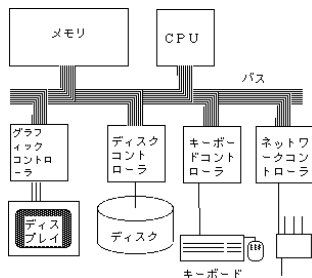 メモリ
CPU
バス
グラフ
ィックコ
ントロー
ラ
ディスク
コント
ローラ
キーボー
ドコント
ローラ
ネットワ
ークコン
トローラ
ディス
プレイ
ディスク
キーボード